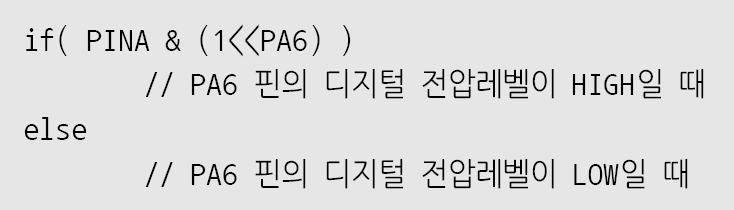 if( PINA & (1<<PA6) )
// PA6 핀의 디지털 전압레벨이 HIGH일 때
else
// PA6 핀의 디지털 전압레벨이 LOW일 때